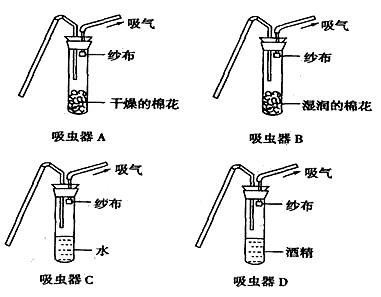 吸气
纱布
干燥的棉花
吸虫器 A
吸气
纱布
湿润的棉花
吸虫器 B
吸气
纱布
水
吸虫器 C
吸气
纱布
酒精
吸虫器 D